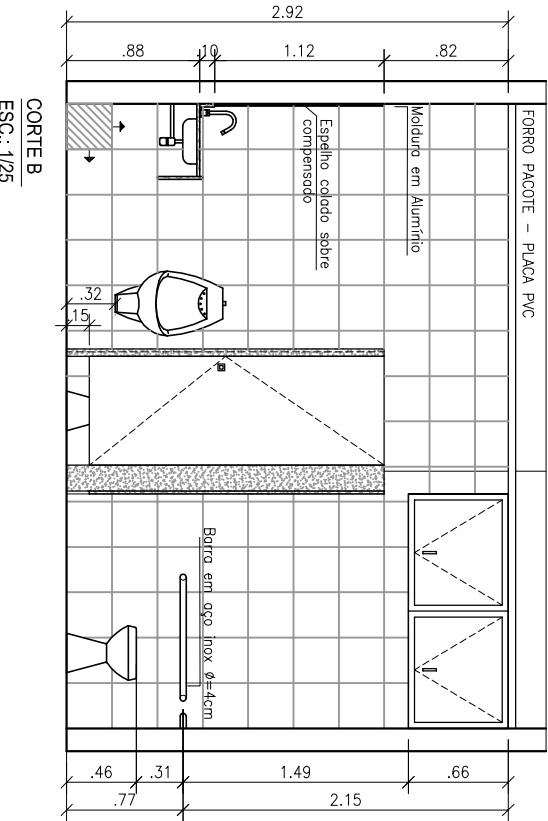 2.92
.88
.10
1.12
.82
FORRO PACOTE - PLACA PVC
Moldura em Alumínio
Espelho colado sobre
compensado
.32
.15
Barra em aço inox Ø=4cm
.46
.31
1.49
.66
.77
2.15
CORTE B
ESC.: 1/25